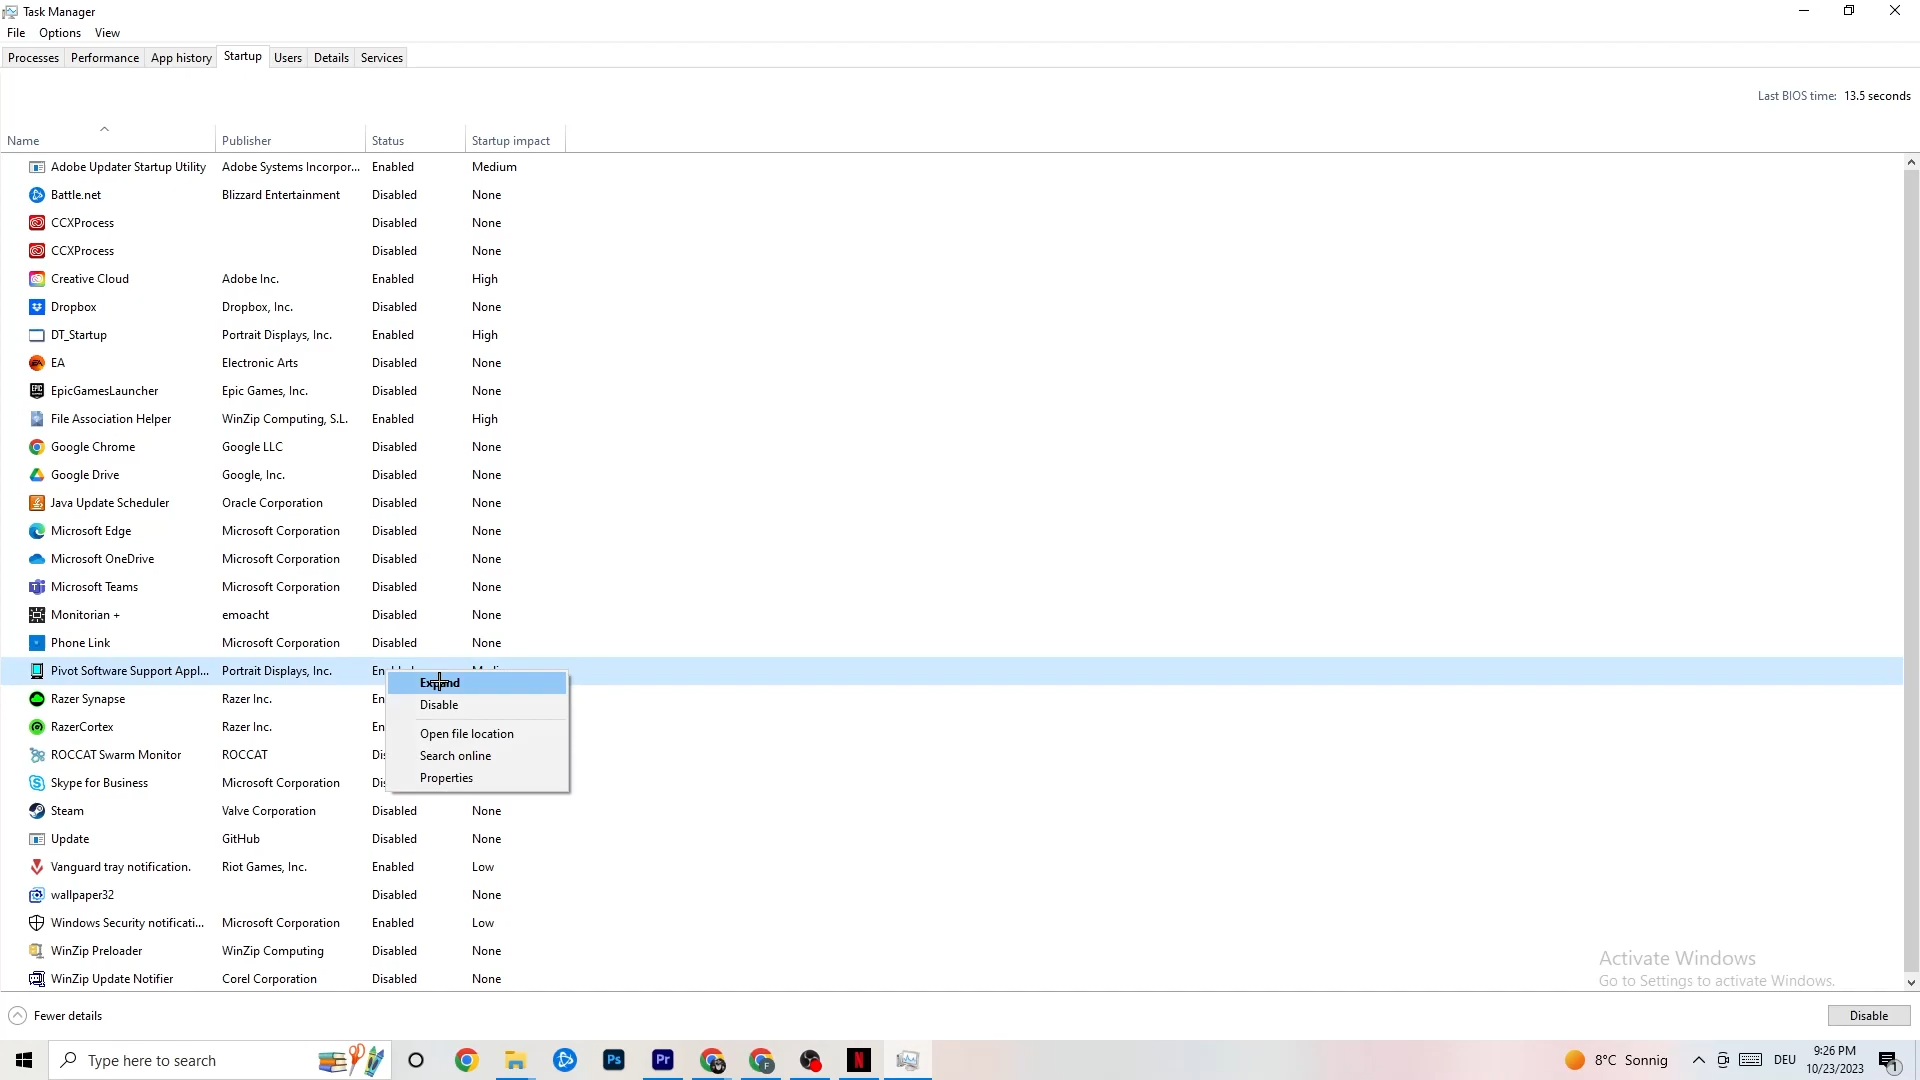 Task Manager
File Options View
Processes Performance App history Startup Users Details Services
Last BIOS time: 13.5 seconds
Name Publisher Status Startup impact
Adobe Updater Startup Utility Adobe Systems Incorpor... Enabled Medium
Battle.net Blizzard Entertainment Disabled None
CCXProcess Disabled None
CCXProcess Disabled None
Creative Cloud Adobe Inc. Enabled High
Dropbox Dropbox, Inc. Disabled None
DT_Startup Portrait Displays, Inc. Enabled High
EA Electronic Arts Disabled None
EpicGamesLauncher Epic Games, Inc. Disabled None
File Association Helper WinZip Computing, S.L. Enabled High
Google Chrome Google LLC Disabled None
Google Drive Google, Inc. Disabled None
Java Update Scheduler Oracle Corporation Disabled None
Microsoft Edge Microsoft Corporation Disabled None
Microsoft OneDrive Microsoft Corporation Disabled None
Microsoft Teams Microsoft Corporation Disabled None
Monitorian + emoacht Disabled None
Phone Link Microsoft Corporation Disabled None
Pivot Software Support Appl... Portrait Displays, Inc.
Expand
Razer Synapse Razer Inc.
Disable
RazerCortex Razer Inc.
Open file location
ROCCAT Swarm Monitor ROCCAT
Search online
Skype for Business Microsoft Corporation
Properties
Steam Valve Corporation Disabled None
Update GitHub Disabled None
Vanguard tray notification. Riot Games, Inc. Enabled Low
wallpaper32 Disabled None
Windows Security notificati... Microsoft Corporation Enabled Low
WinZip Preloader WinZip Computing Disabled None
WinZip Update Notifier Corel Corporation Disabled None
Activate Windows
Go to Settings to activate Windows.
Fewer details Disable
Type here to search
8°C Sonnig DEU
9:26 PM
10/23/2023